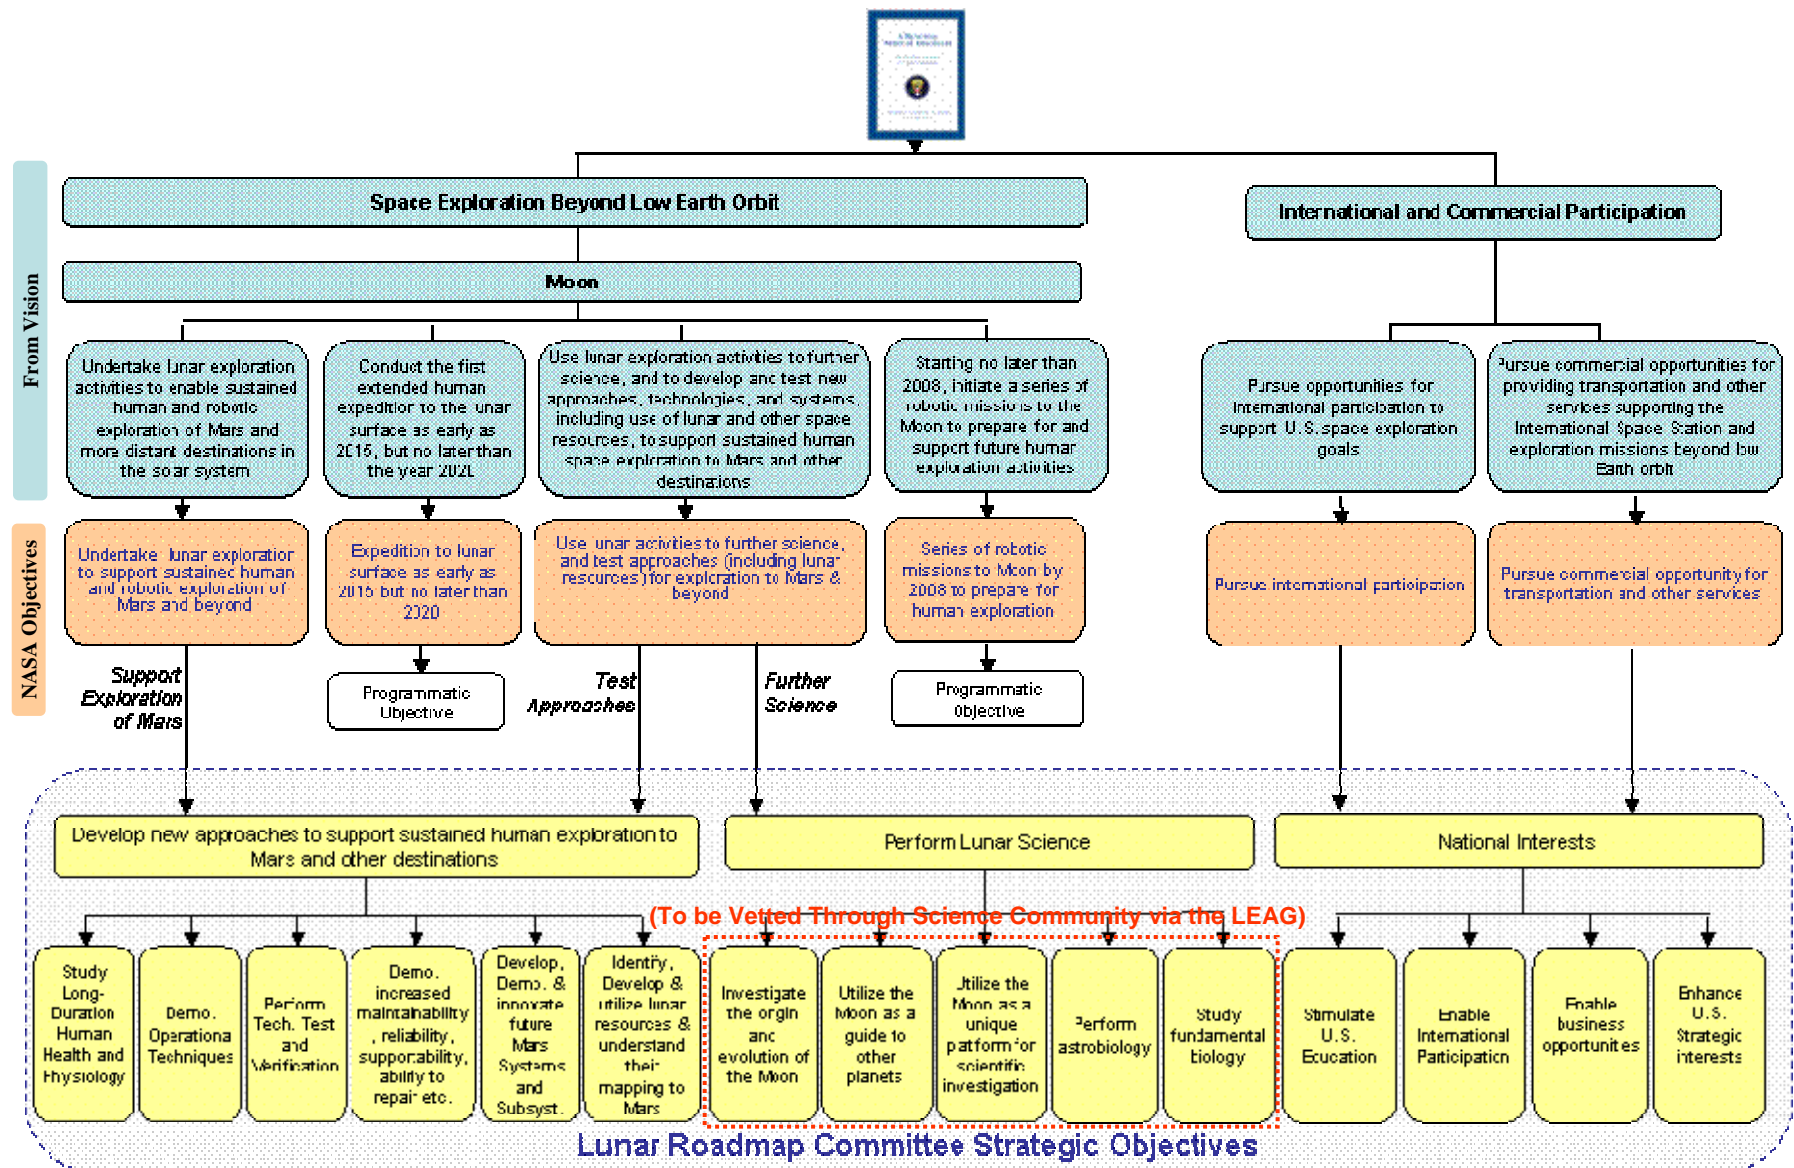 From Vision
NASA Objectives
Space Exploration Beyond Low Earth Orbit
International and Commercial Participation
Moon
Undertake lunar exploration
activities to enable sustained
human and robotic
exploration of Mars and
more distant destinations in
the solar system
Conduct the first
extended human
expedition to the lunar
surface as early as
2015, but no later than
the year 2020
Use lunar exploration activities to further
science, and to develop and test new
approaches, technologies, and systems,
including use of lunar and other space
resources, to support sustained human
space exploration to Mars and other
destinations
Starting no later than
2008, initiate a series of
robotic missions to the
Moon to prepare for and
support future human
exploration activities
Pursue opportunities for
international participation to
support U.S. space exploration
goals
Pursue commercial opportunities for
providing transportation and other
services supporting the
International Space Station and
exploration missions beyond low
Earth orbit
Undertake lunar exploration
to support sustained human
and robotic exploration of
Mars and beyond
Expedition to lunar
surface as early as
2015 but no later than
2020
Use lunar activities to further science,
and test approaches (including lunar
resources) for exploration to Mars &
beyond
Series of robotic
missions to Moon by
2008 to prepare for
human exploration
Pursue international participation
Pursue commercial opportunity for
transportation and other services
Support
Exploration
of Mars
Programmatic
Objective
Test
Approaches
Further
Science
Programmatic
Objective
Develop new approaches to support sustained human exploration to
Mars and other destinations
Perform Lunar Science
National Interests
(To be Vetted Through Science Community via the LEAG)
Study
Long-
Duration
Human
Health and
Physiology
Demo.
Operational
Techniques
Perform
Tech. Test
and
Verification
Demo.
increased
maintainability
, reliability,
supportability,
ability to
repair etc.
Develop,
Demo. &
innovate
future
Mars
Systems
and
Subsyst.
Identify,
Develop &
utilize lunar
resources &
understand
their
mapping to
Mars
Investigate
the origin
and
evolution of
the Moon
Utilize the
Moon as a
guide to
other
planets
Utilize the
Moon as a
unique
platform for
scientific
investigation
Perform
astrobiology
Study
fundamental
biology
Stimulate
U.S.
Education
Enable
International
Participation
Enable
business
opportunities
Enhance
U.S.
Strategic
interests
Lunar Roadmap Committee Strategic Objectives